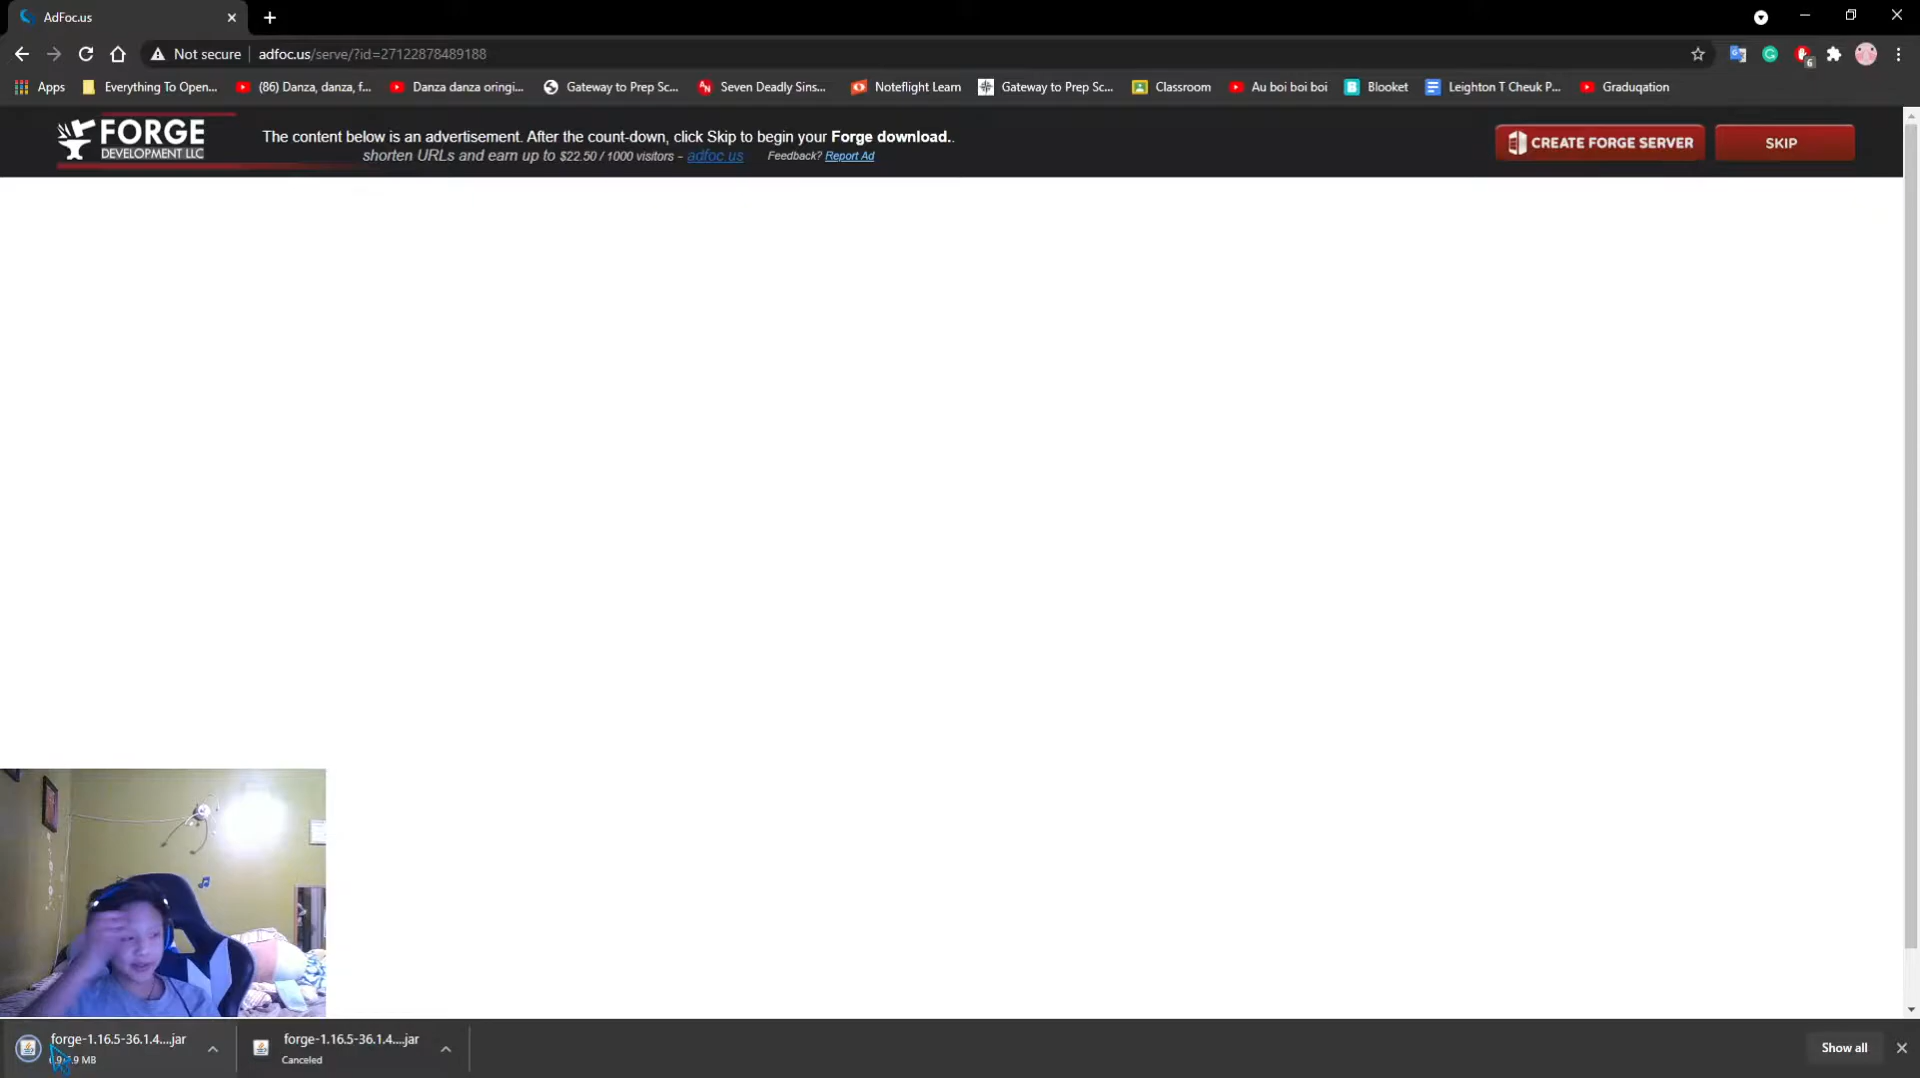 AdFoc.us
Not secure
adfoc.us/serve/?id=27122878489188
6
Apps
Everything To Open...
(86) Danza, danza, f...
Danza danza oringi...
Gateway to Prep Sc...
Seven Deadly Sins...
Noteflight Learn
Gateway to Prep Sc...
Classroom
Au boi boi boi
Blooket
Leighton T Cheuk P...
Graduqation
FORGE
DEVELOPMENT LLC
The content below is an advertisement. After the count-down, click Skip to begin your Forge download..
shorten URLs and earn up to $22.50 / 1000 visitors - adfoc.us
Feedback? Report Ad
CREATE FORGE SERVER
SKIP
forge-1.16.5-36.1.4....jar
MB
forge-1.16.5-36.1.4....jar
Canceled
Show all